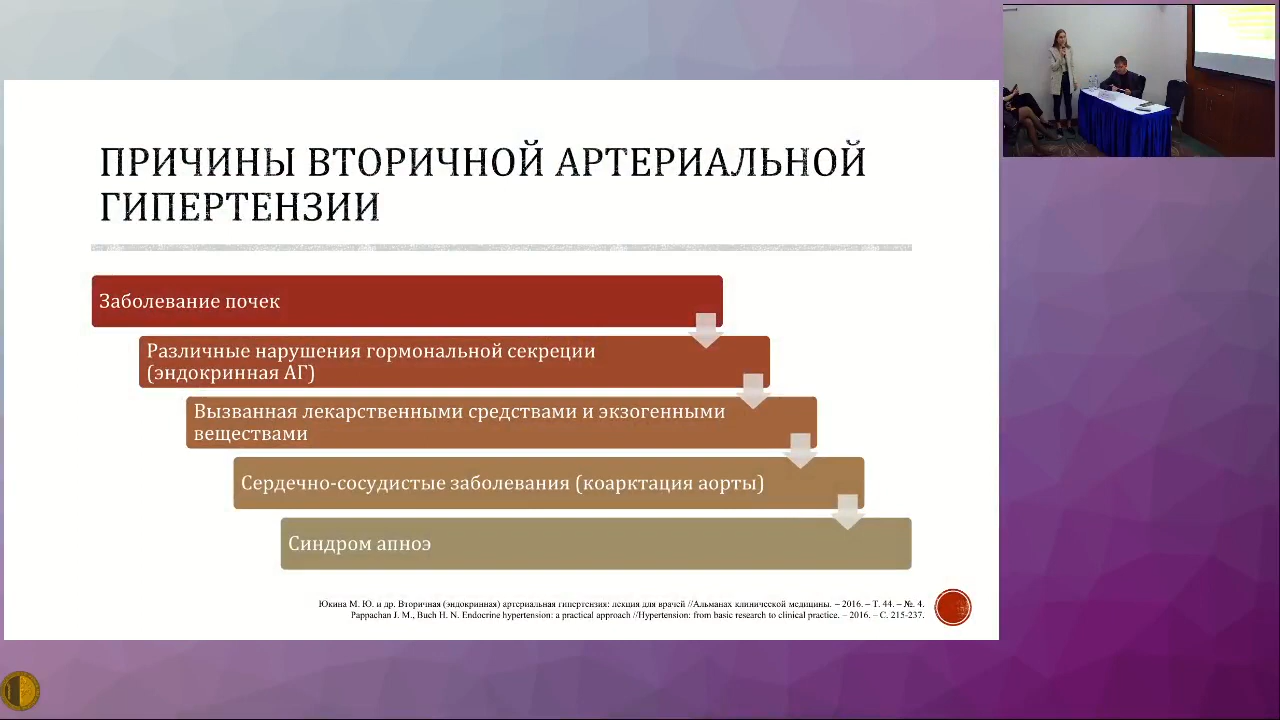 ПРИЧИНЫ ВТОРИЧНОЙ АРТЕРИАЛЬНОЙ
ГИПЕРТЕНЗИИ
Заболевание почек
Различные нарушения гормональной секреции
(эндокринная АГ)
Вызванная лекарственными средствами и экзогенными
веществами
Сердечно-сосудистые заболевания (коарктация аорты)
Синдром апноэ
Юкина М. Ю. и др. Вторичная (эндокринная) артериальная гипертензия: лекция для врачей //Альманах клинической медицины. – 2016. – Т. 44. – №. 4.
Pappachan J. M., Buch H. N. Endocrine hypertension: a practical approach //Hypertension: from basic research to clinical practice. – 2016. – С. 215-237.